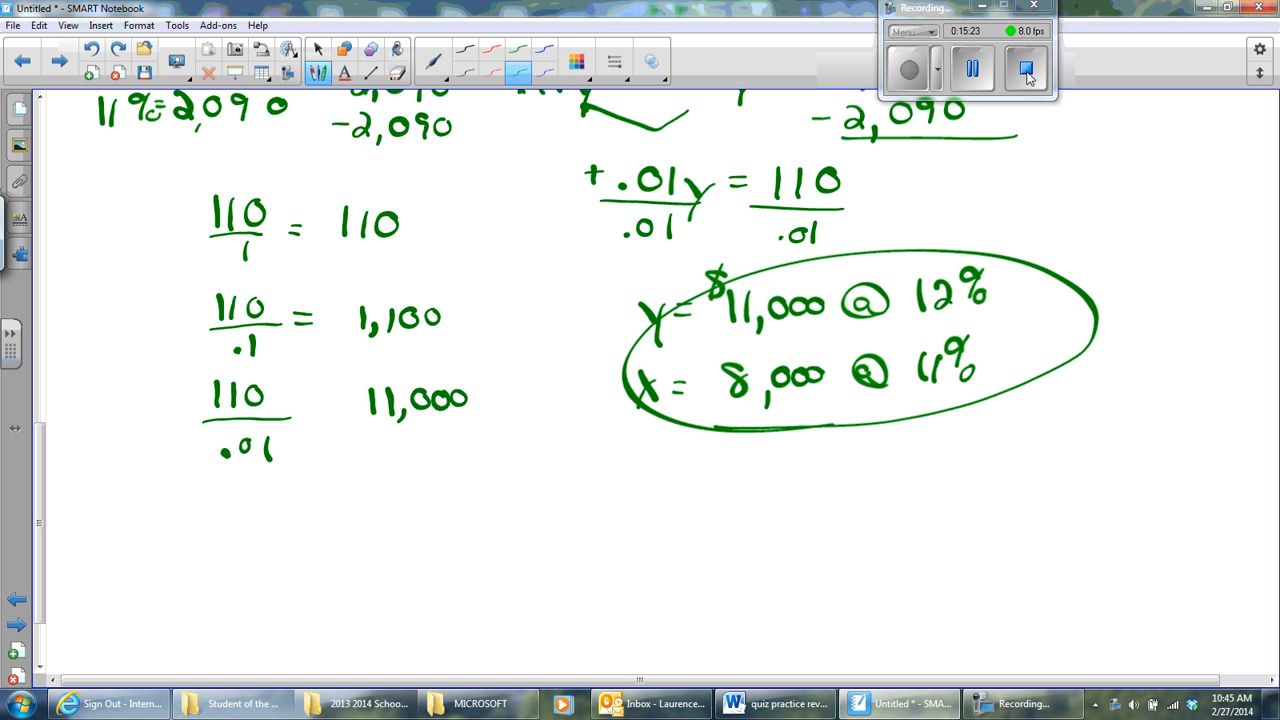 Untitled * - SMART Notebook
File Edit View Insert Format Tools Add-ons Help
Recording...
Menu 0:15:23 8.0 fps
11%=2,090
-2,090
- 2,090
+ .01y = 110
.01 .01
110 = 110
1
110 = 1,100
.1
110 11,000
.01
y= $11,000 @ 12%
x= 8,000 @ 11%
Sign Out - Intern... Student of the ... 2013 2014 Schoo... MICROSOFT Inbox - Laurence... quiz practice rev... Untitled * - SMA... Recording... 10:45 AM
2/27/2014